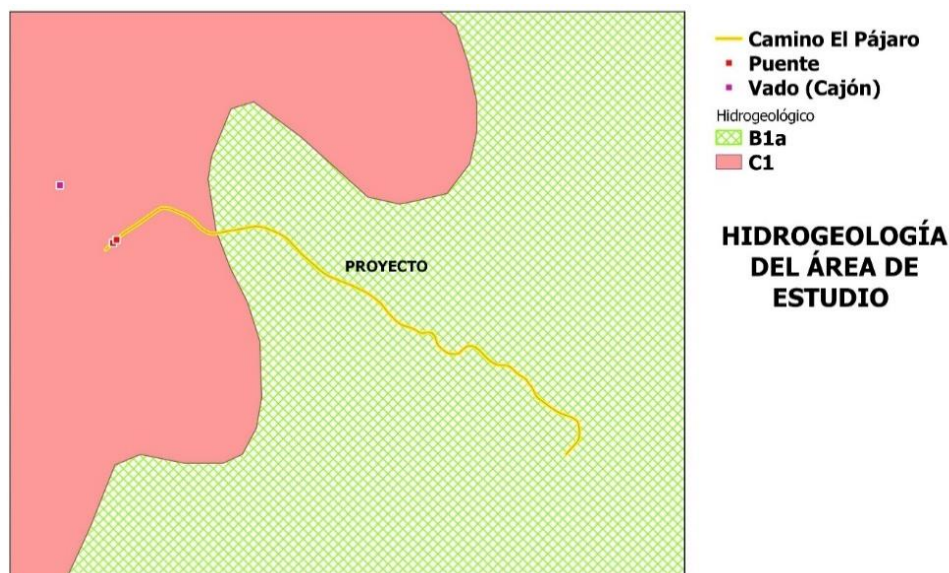 Camino El Pájaro
Puente
Vado (Cajón)
Hidrogeológico
B1a
C1
HIDROGEOLOGÍA
DEL ÁREA DE
ESTUDIO
PROYECTO